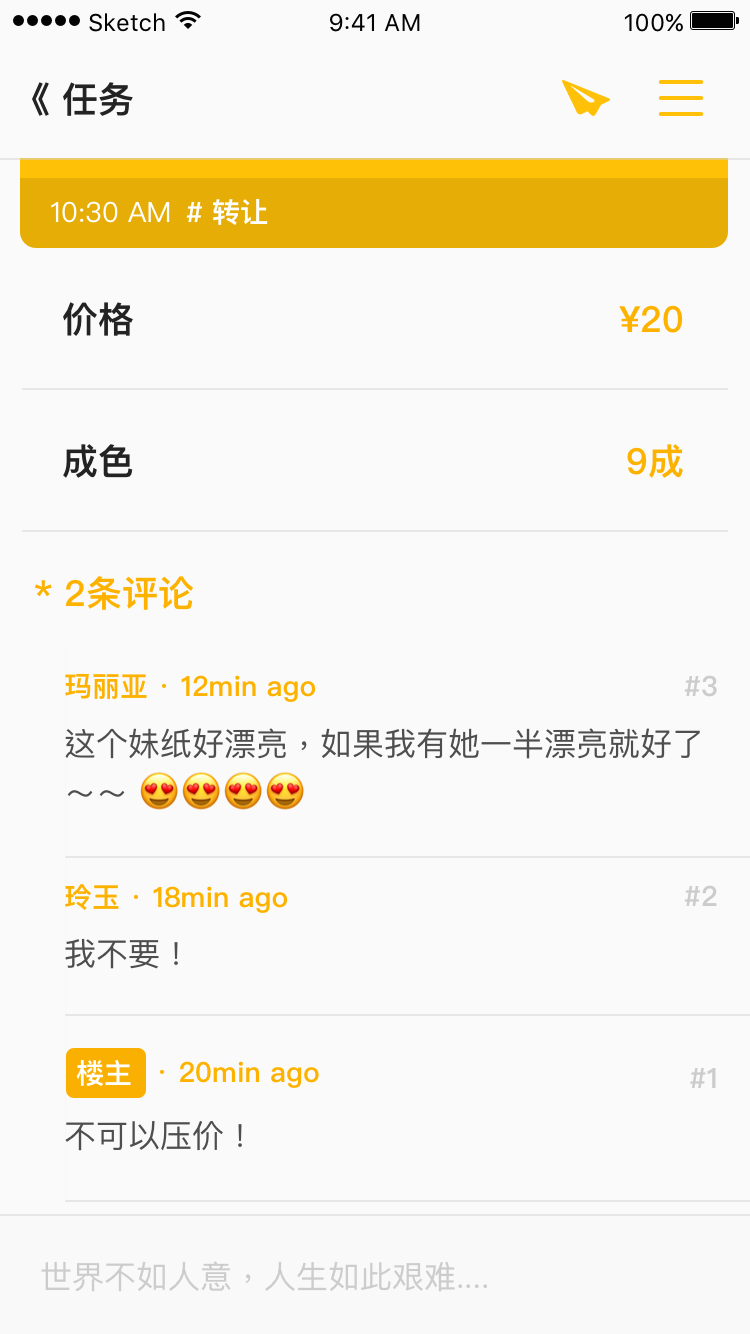 ●●●●● Sketch 9:41 AM 100%
《 任务
10:30 AM # 转让
价格 ¥20
成色 9成
* 2条评论
玛丽亚 · 12min ago #3
这个妹纸好漂亮，如果我有她一半漂亮就好了
～～ 😍😍😍😍
玲玉 · 18min ago #2
我不要！
楼主 · 20min ago #1
不可以压价！
世界不如人意，人生如此艰难....